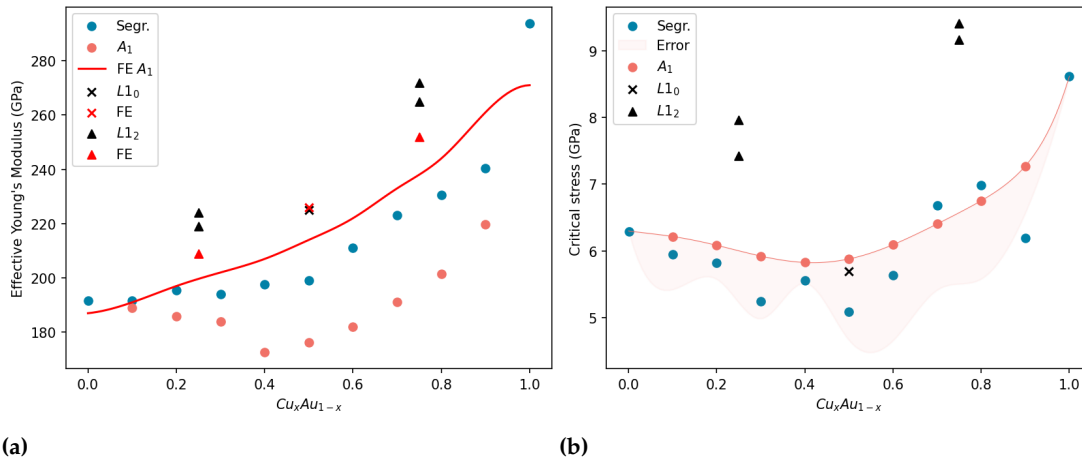 Segr.
A₁
FE A₁
L1₀
FE
L1₂
FE
280
260
240
220
200
180
Effective Young's Modulus (GPa)
0.0 0.2 0.4 0.6 0.8 1.0
CuₓAu₁₋ₓ
(a)
Segr.
Error
A₁
L1₀
L1₂
9
8
7
6
5
Critical stress (GPa)
0.0 0.2 0.4 0.6 0.8 1.0
CuₓAu₁₋ₓ
(b)